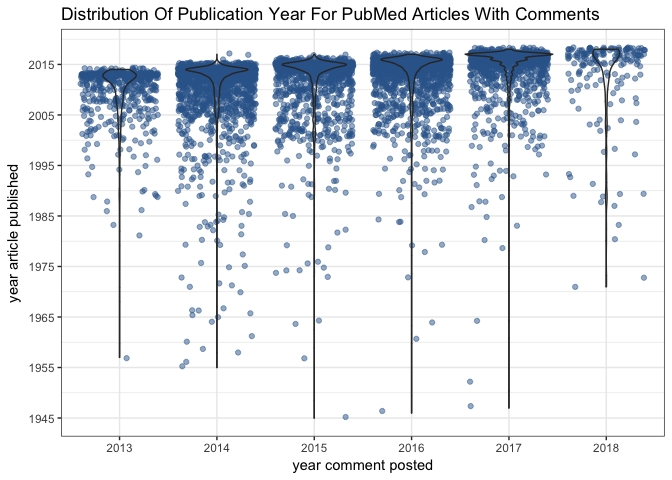 Distribution Of Publication Year For PubMed Articles With Comments
year article published
2015
2005
1995
1985
1975
1965
1955
1945
2013 2014 2015 2016 2017 2018
year comment posted